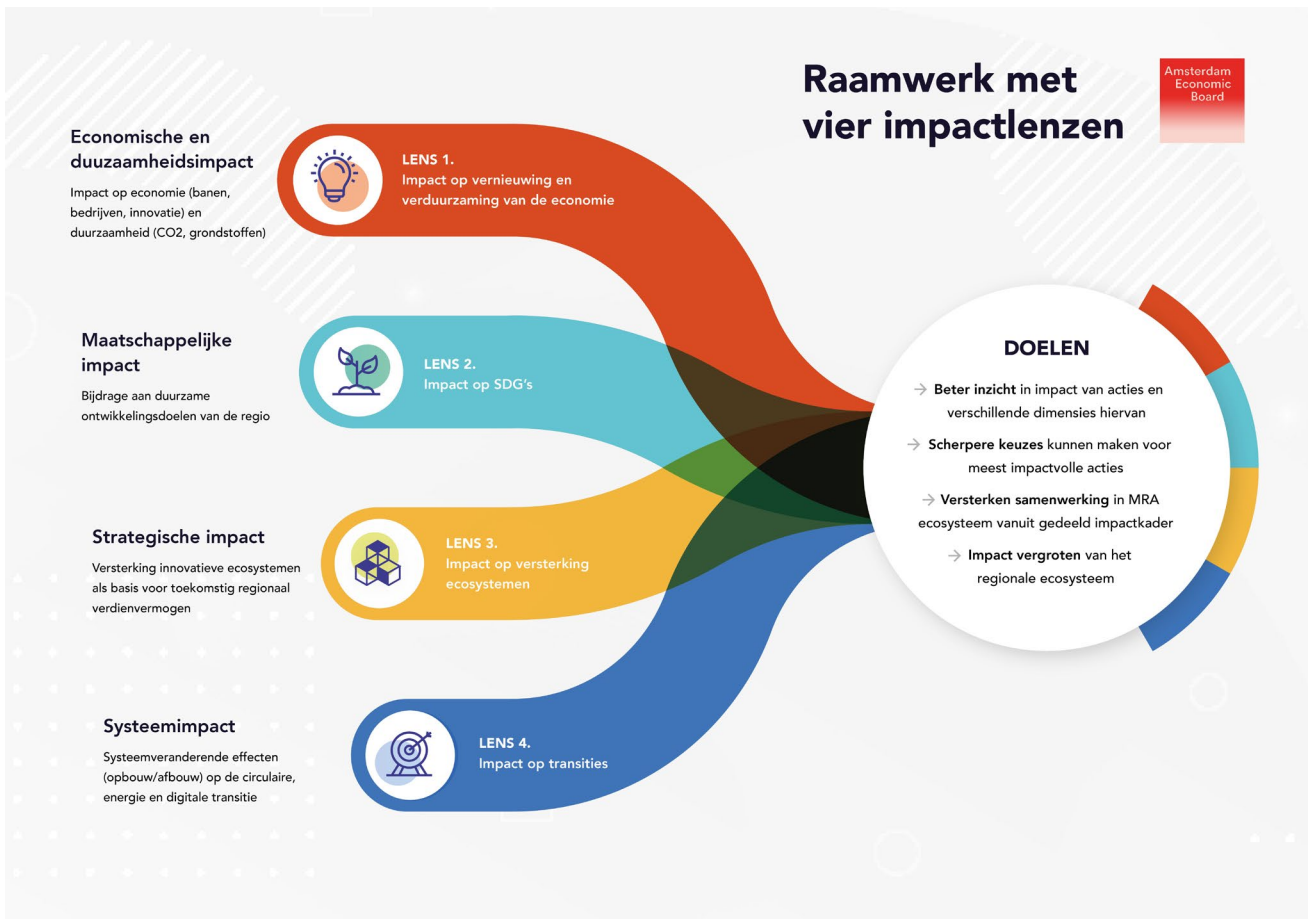 Raamwerk met
vier impactlenzen
Amsterdam
Economic
Board
Economische en
duuzaamheidsimpact
Impact op economie (banen,
bedrijven, innovatie) en
duurzaamheid (CO2, grondstoffen)
LENS 1.
Impact op vernieuwing en
verduurzaming van de economie
Maatschappelijke
impact
Bijdrage aan duurzame
ontwikkelingsdoelen van de regio
LENS 2.
Impact op SDG's
Strategische impact
Versterking innovatieve ecosystemen
als basis voor toekomstig regionaal
verdienvermogen
LENS 3.
Impact op versterking
ecosystemen
Systeemimpact
Systeemveranderende effecten
(opbouw/afbouw) op de circulaire,
energie en digitale transitie
LENS 4.
Impact op transities
DOELEN
→ Beter inzicht in impact van acties en
verschillende dimensies hiervan
→ Scherpere keuzes kunnen maken voor
meest impactvolle acties
→ Versterken samenwerking in MRA
ecosysteem vanuit gedeeld impactkader
→ Impact vergroten van het
regionale ecosysteem